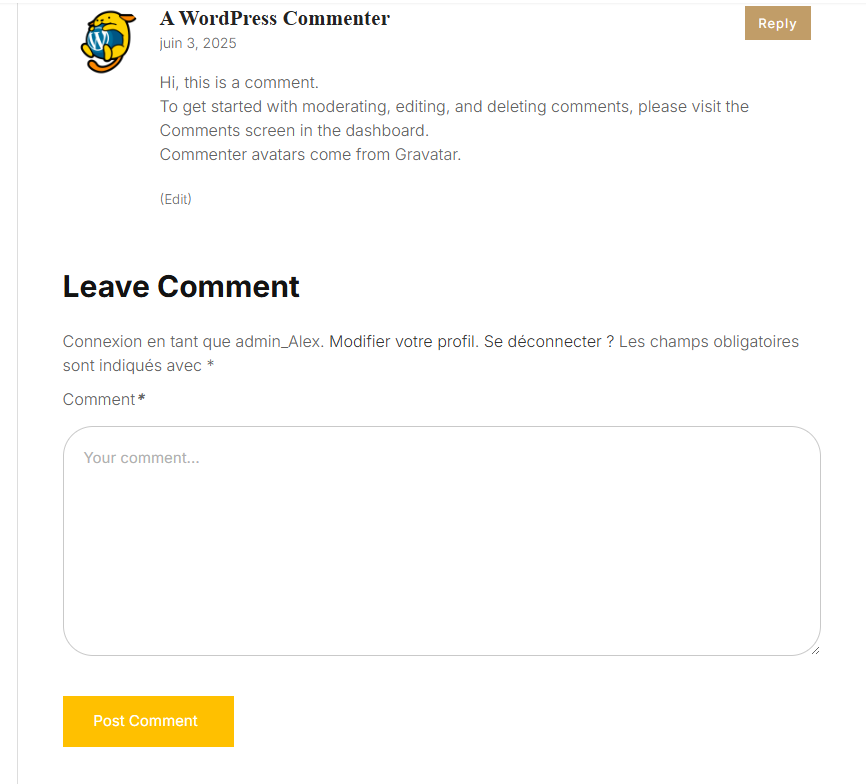 A WordPress Commenter
Reply
juin 3, 2025
Hi, this is a comment.
To get started with moderating, editing, and deleting comments, please visit the
Comments screen in the dashboard.
Commenter avatars come from Gravatar.
(Edit)
Leave Comment
Connexion en tant que admin_Alex. Modifier votre profil. Se déconnecter ? Les champs obligatoires
sont indiqués avec *
Comment*
Your comment...
Post Comment